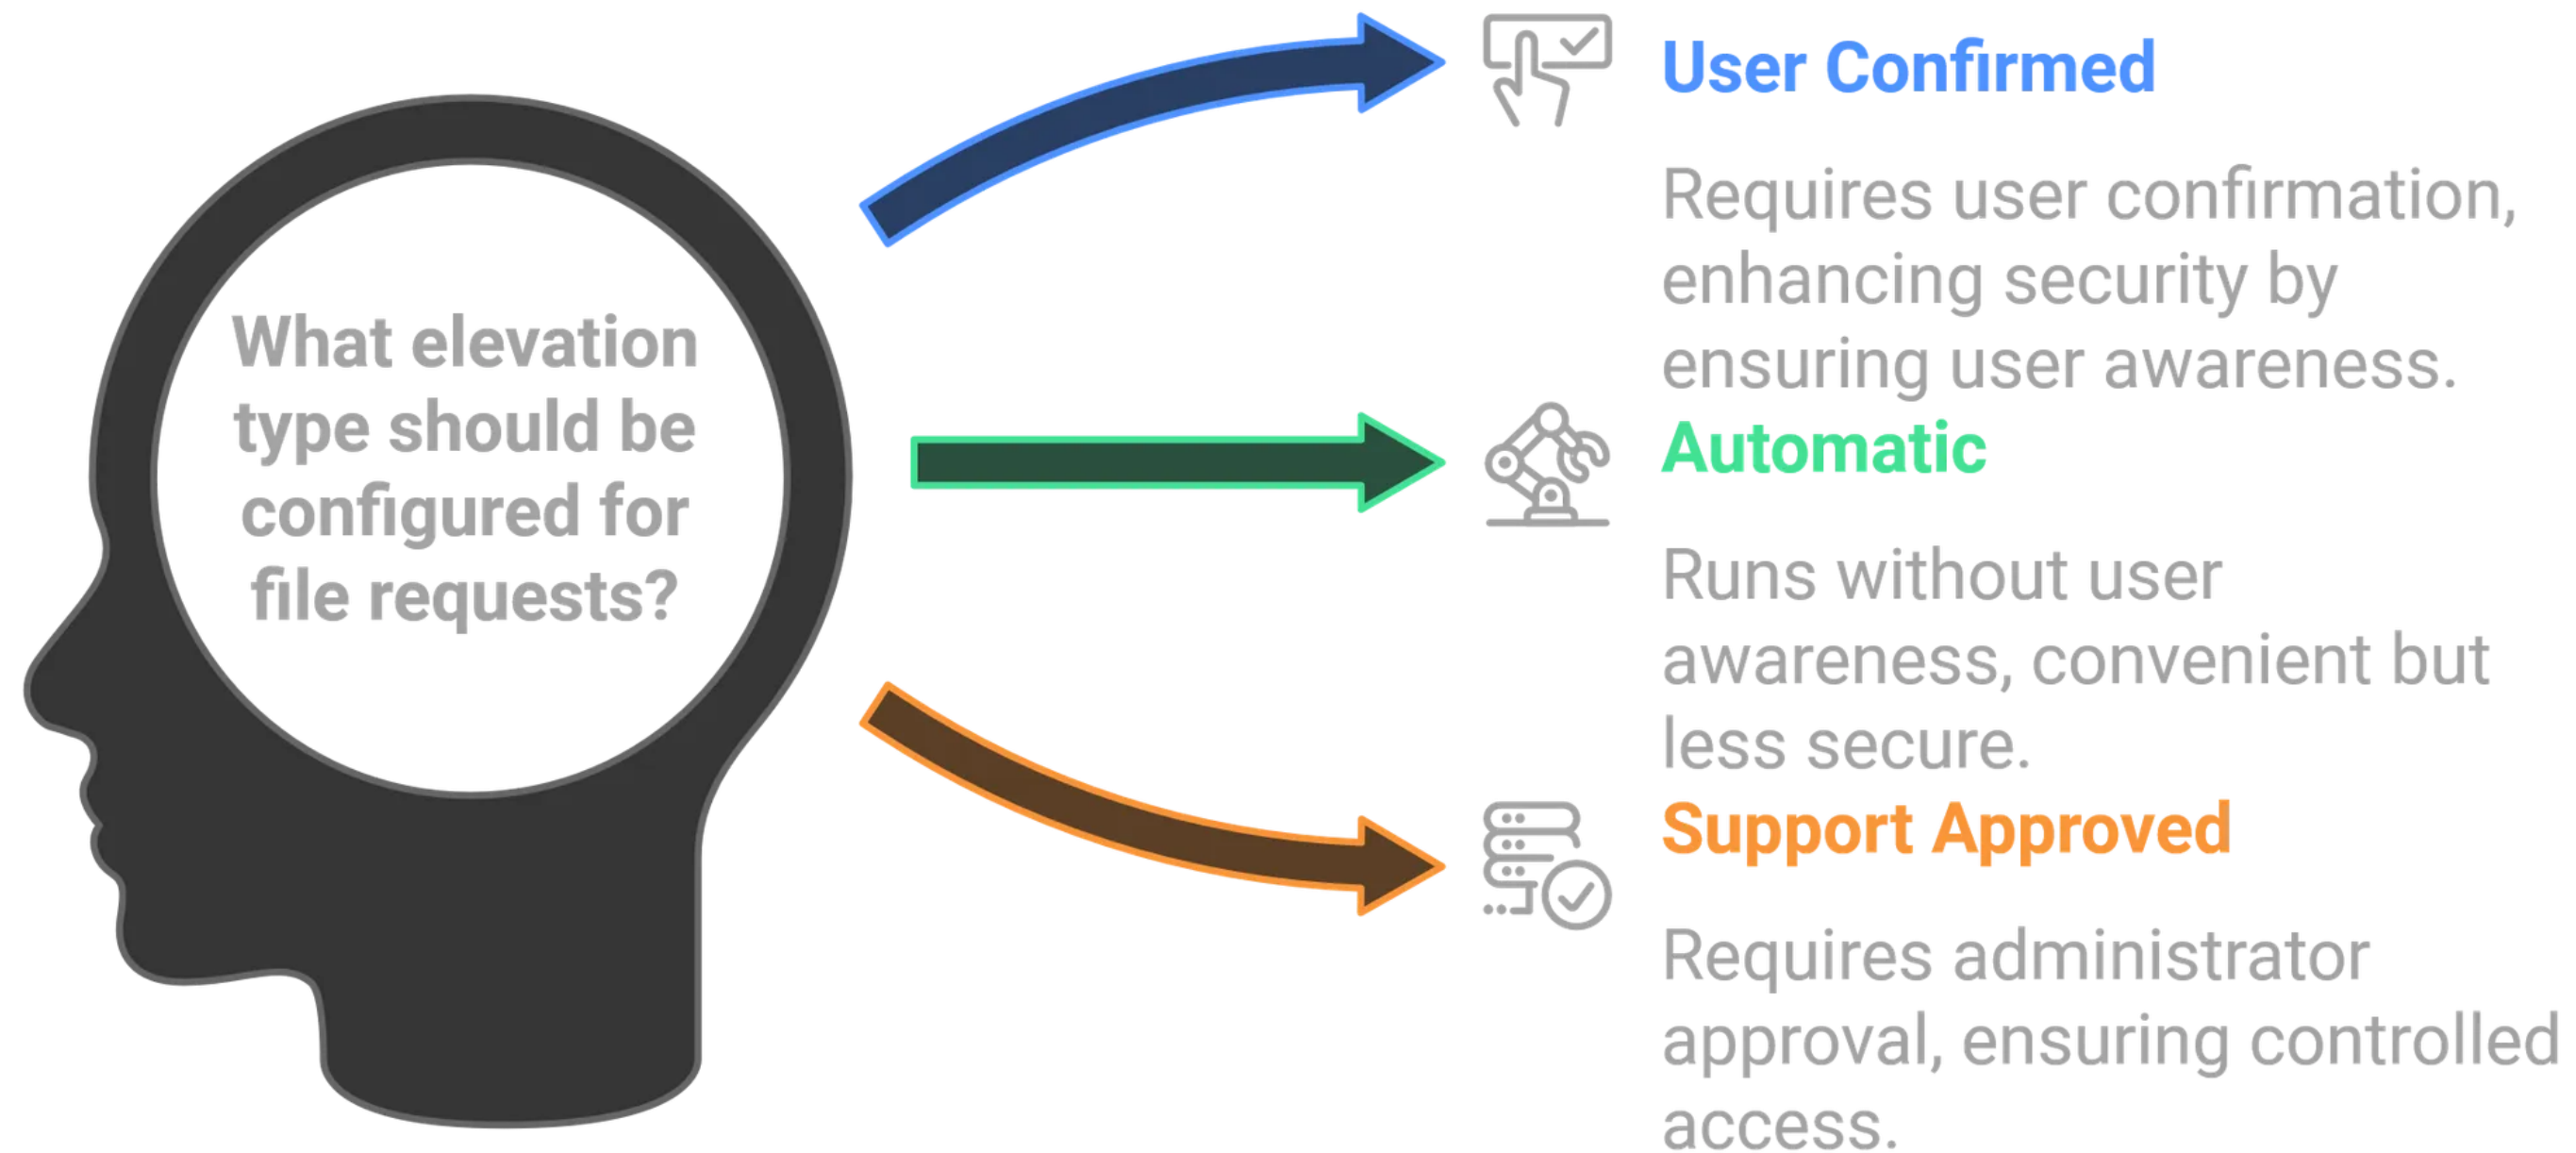 What elevation
type should be
configured for
file requests?
User Confirmed
Requires user confirmation,
enhancing security by
ensuring user awareness.
Automatic
Runs without user
awareness, convenient but
less secure.
Support Approved
Requires administrator
approval, ensuring controlled
access.